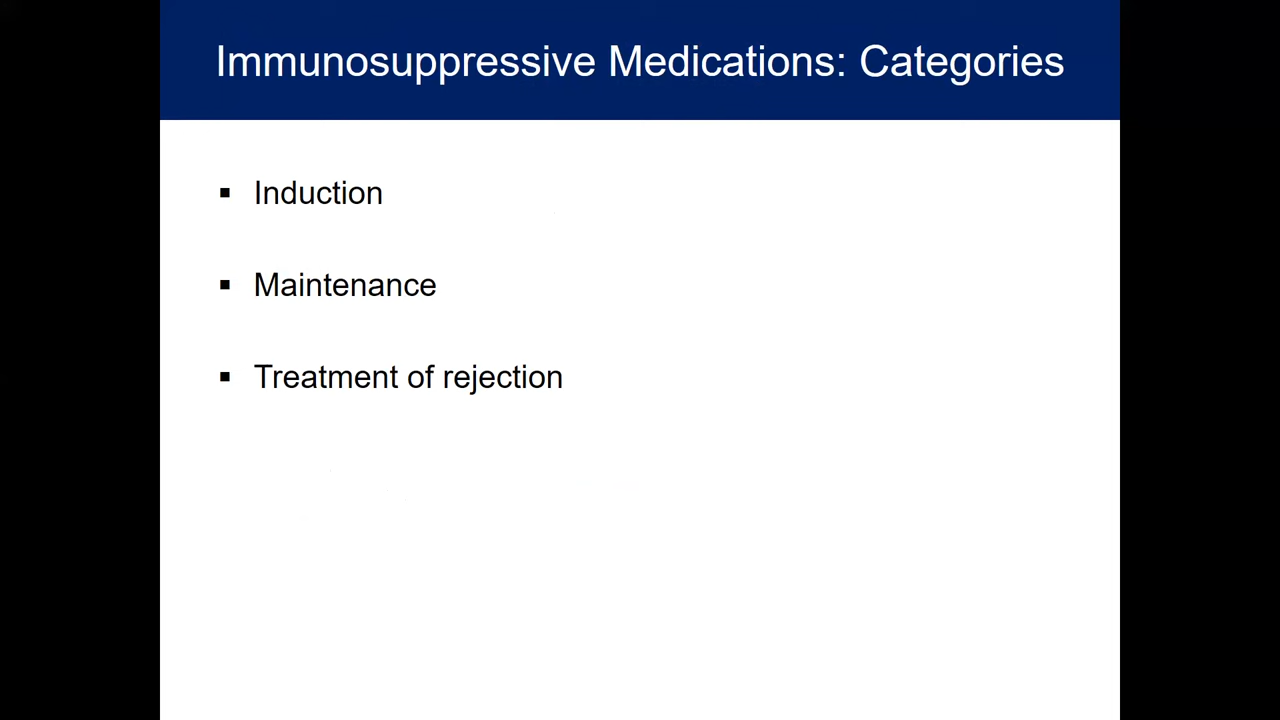 Immunosuppressive Medications: Categories
▪ Induction
▪ Maintenance
▪ Treatment of rejection